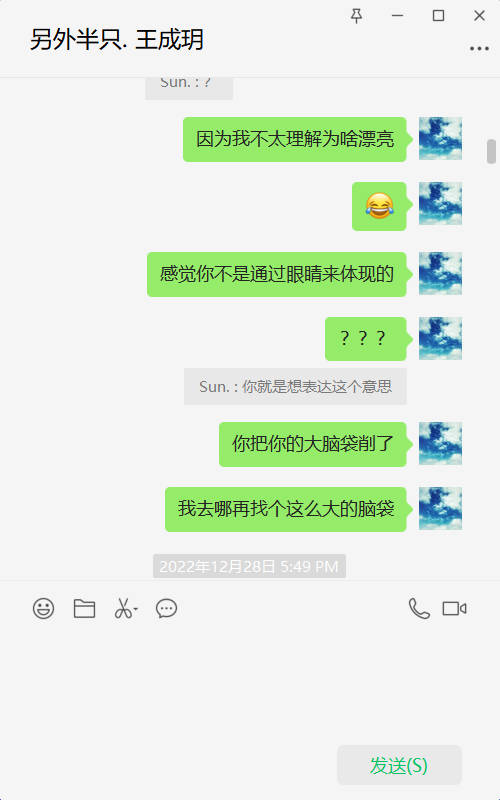 另外半只. 王成玥
Sun. : ?
因为我不太理解为啥漂亮
感觉你不是通过眼睛来体现的
？？？
Sun. : 你就是想表达这个意思
你把你的大脑袋削了
我去哪再找个这么大的脑袋
2022年12月28日 5:49 PM
发送(S)